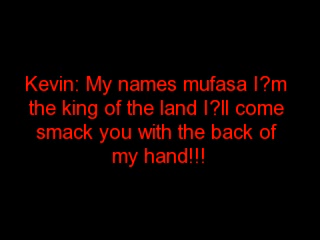 Kevin: My names mufasa I?m
the king of the land I?ll come
smack you with the back of
my hand!!!